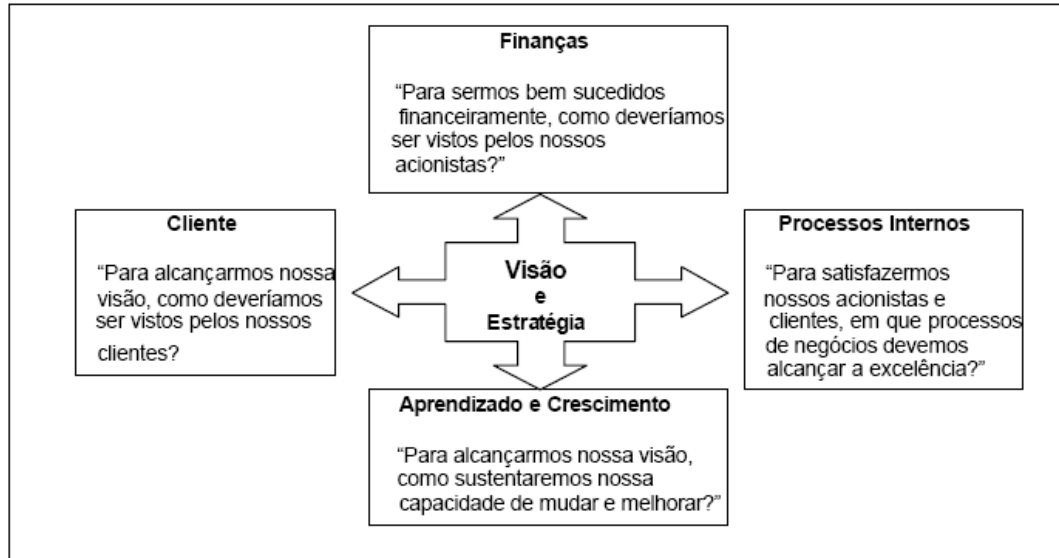 Finanças
“Para sermos bem sucedidos
financeiramente, como deveríamos
ser vistos pelos nossos
acionistas?”
Cliente
“Para alcançarmos nossa
visão, como deveríamos
ser vistos pelos nossos
clientes?
Visão
e
Estratégia
Processos Internos
“Para satisfazermos
nossos acionistas e
clientes, em que processos
de negócios devemos
alcançar a excelência?”
Aprendizado e Crescimento
“Para alcançarmos nossa visão,
como sustentaremos nossa
capacidade de mudar e melhorar?”